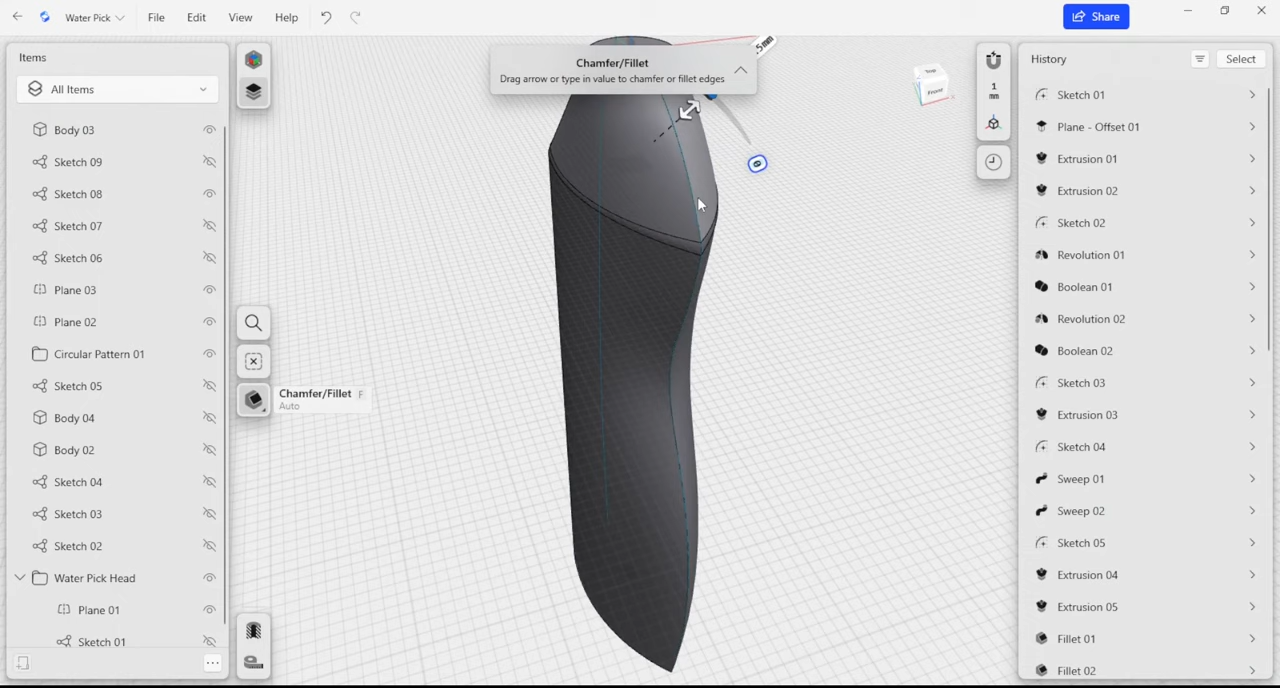 Water Pick
File
Edit
View
Help
Share
Items
All Items
Body 03
Sketch 09
Sketch 08
Sketch 07
Sketch 06
Plane 03
Plane 02
Circular Pattern 01
Sketch 05
Body 04
Body 02
Sketch 04
Sketch 03
Sketch 02
Water Pick Head
Plane 01
Sketch 01
Chamfer/Fillet F
Auto
Chamfer/Fillet
Drag arrow or type in value to chamfer or fillet edges
.5 mm
Front
1
mm
History
Select
Sketch 01
Plane - Offset 01
Extrusion 01
Extrusion 02
Sketch 02
Revolution 01
Boolean 01
Revolution 02
Boolean 02
Sketch 03
Extrusion 03
Sketch 04
Sweep 01
Sweep 02
Sketch 05
Extrusion 04
Extrusion 05
Fillet 01
Fillet 02